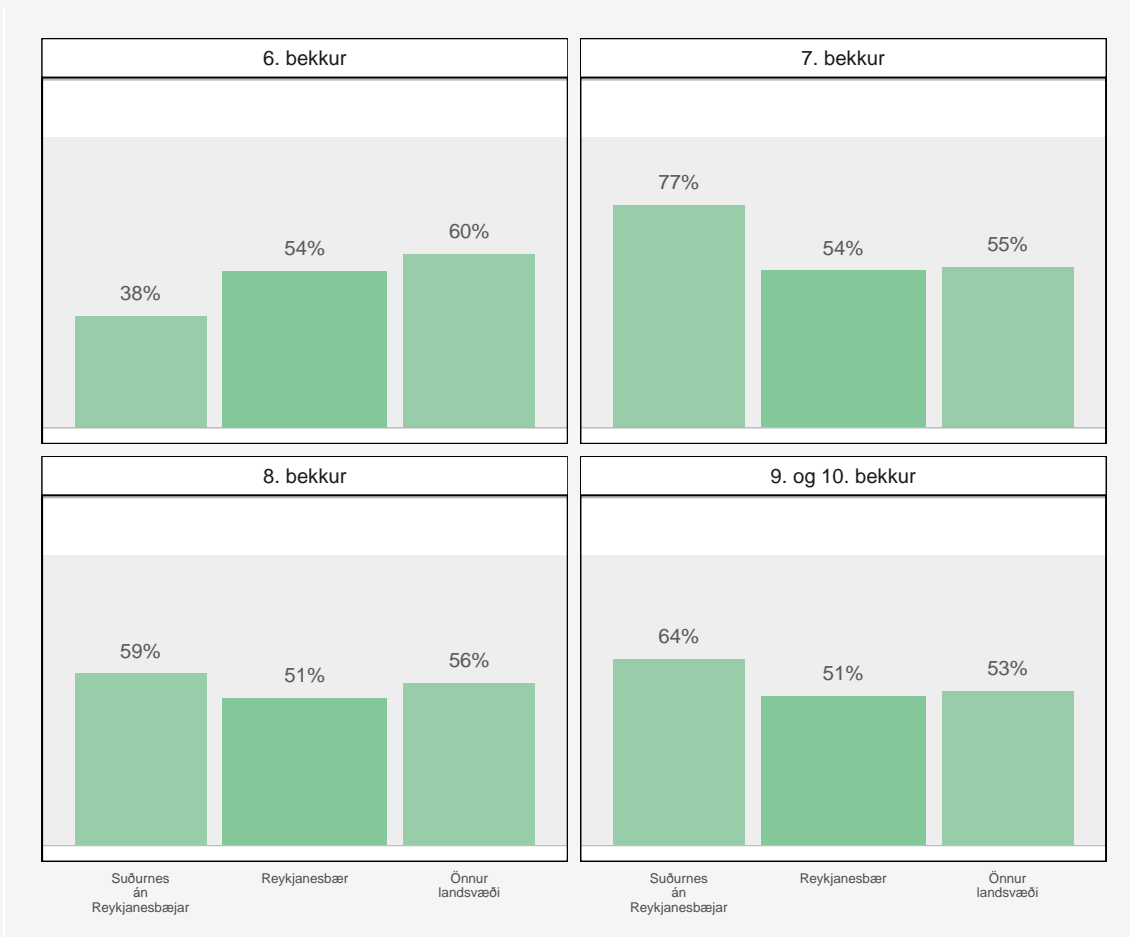 6. bekkur
38%
54%
60%
7. bekkur
77%
54%
55%
8. bekkur
59%
51%
56%
9. og 10. bekkur
64%
51%
53%
Suðurnes
án
Reykjanesbæjar
Reykjanesbær
Önnur
landsvæði
Suðurnes
án
Reykjanesbæjar
Reykjanesbær
Önnur
landsvæði